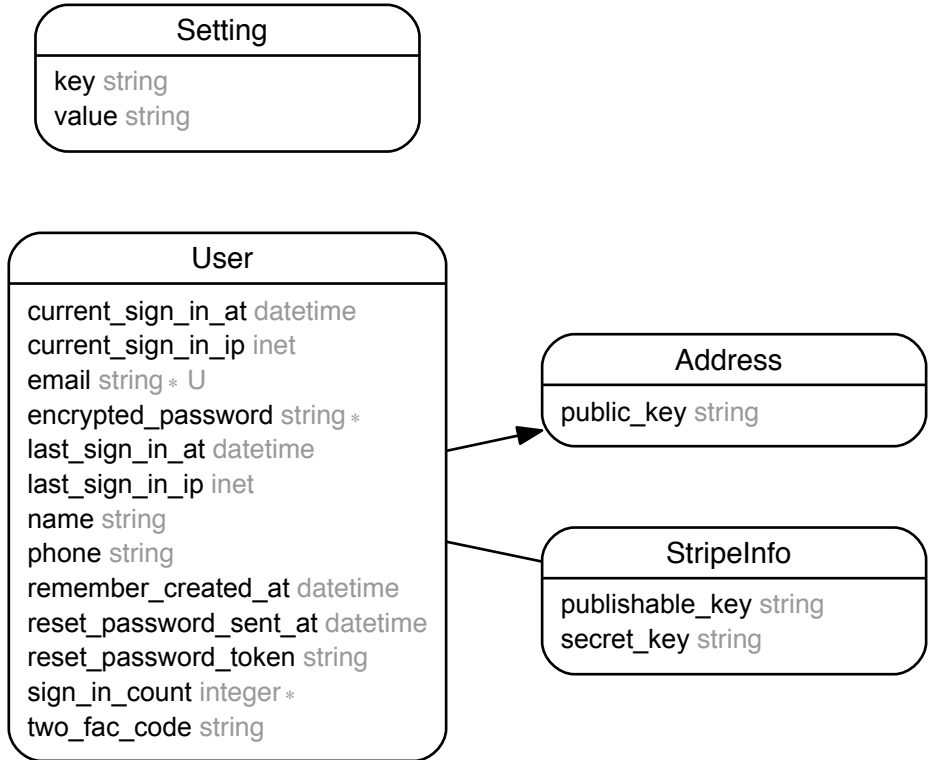 Setting
key string
value string
User
current_sign_in_at datetime
current_sign_in_ip inet
email string * U
encrypted_password string *
last_sign_in_at datetime
last_sign_in_ip inet
name string
phone string
remember_created_at datetime
reset_password_sent_at datetime
reset_password_token string
sign_in_count integer *
two_fac_code string
Address
public_key string
StripeInfo
publishable_key string
secret_key string